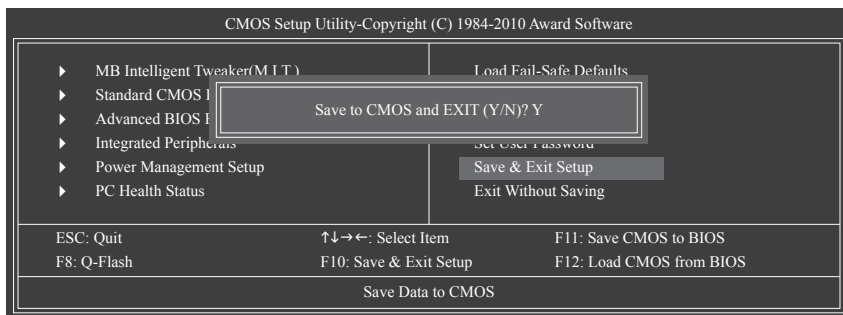 CMOS Setup Utility-Copyright (C) 1984-2010 Award Software
MB Intelligent Tweaker(M.I.T.)
Standard CMOS
Advanced BIOS
Integrated Peripherals
Power Management Setup
PC Health Status
Load Fail-Safe Defaults
Set User Password
Save & Exit Setup
Exit Without Saving
Save to CMOS and EXIT (Y/N)? Y
ESC: Quit
↑↓→←: Select Item
F11: Save CMOS to BIOS
F8: Q-Flash
F10: Save & Exit Setup
F12: Load CMOS from BIOS
Save Data to CMOS